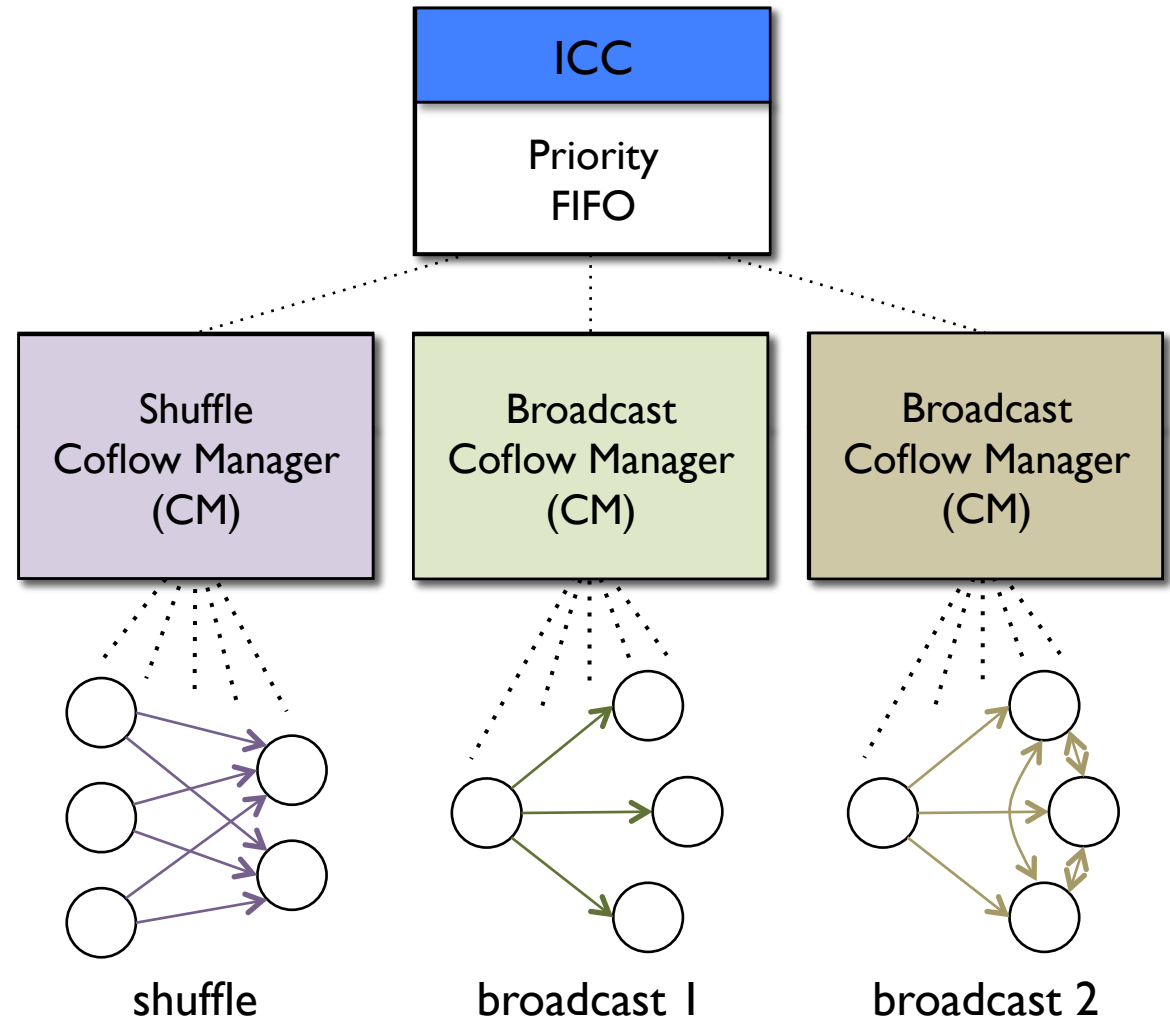 ICC
Priority
FIFO
Shuffle
Coflow Manager
(CM)
Broadcast
Coflow Manager
(CM)
Broadcast
Coflow Manager
(CM)
shuffle
broadcast 1
broadcast 2